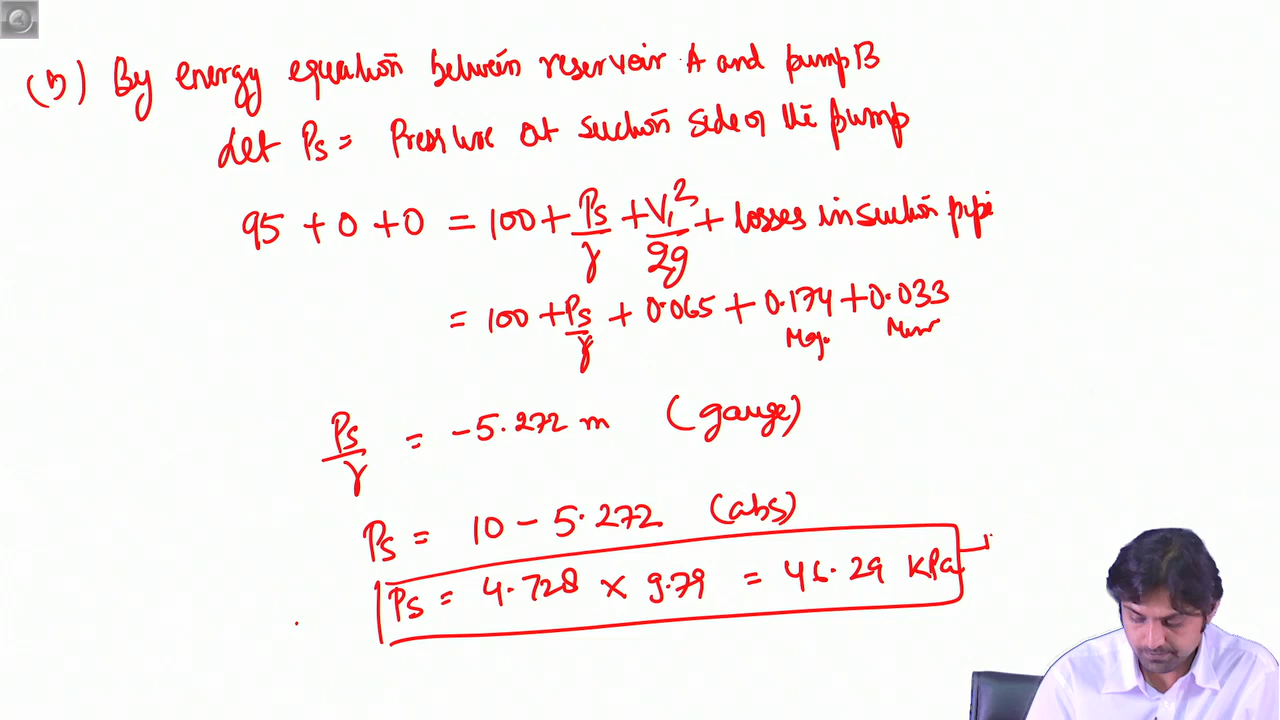 (b) By energy equation between reservoir A and pump B
Let Ps = Pressure at suction side of the pump
95 + 0 + 0 = 100 + Ps/γ + V₁²/2g + losses in suction pipe
= 100 + Ps/γ + 0.065 + 0.174 + 0.033
Maj. Minor
Ps/γ = -5.272 m (gauge)
Ps = 10 - 5.272 (abs)
Ps = 4.728 × 9.79 = 46.29 KPa